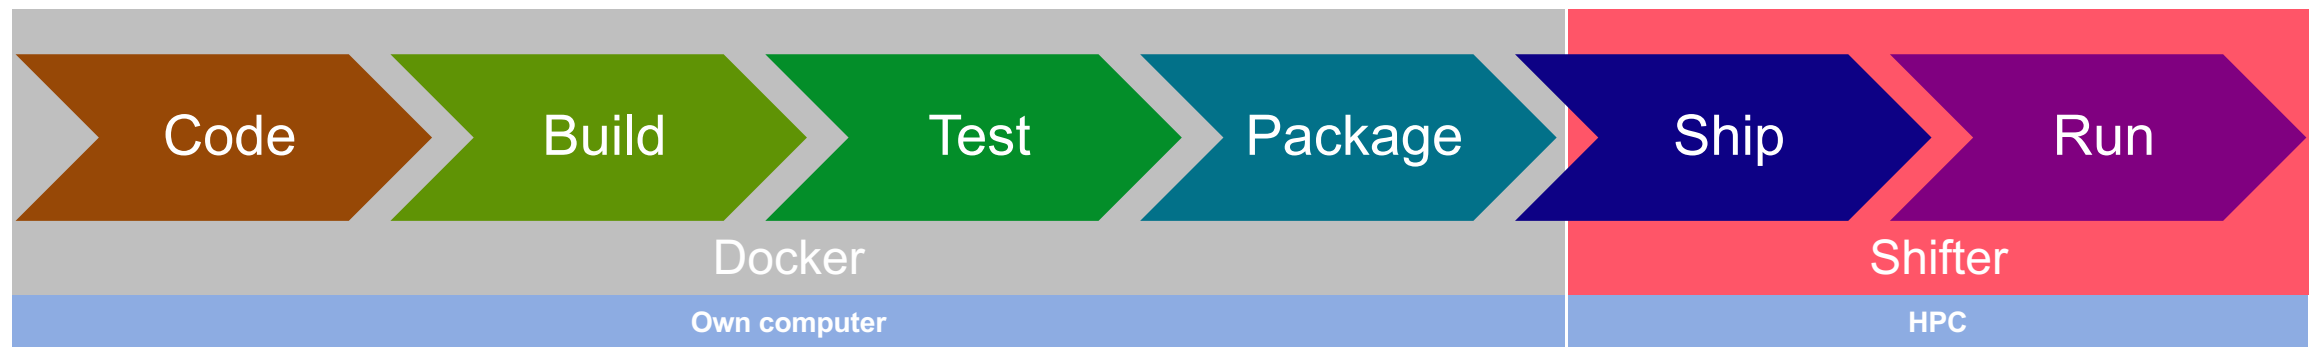 Code
Build
Test
Package
Ship
Run
Docker
Shifter
Own computer
HPC